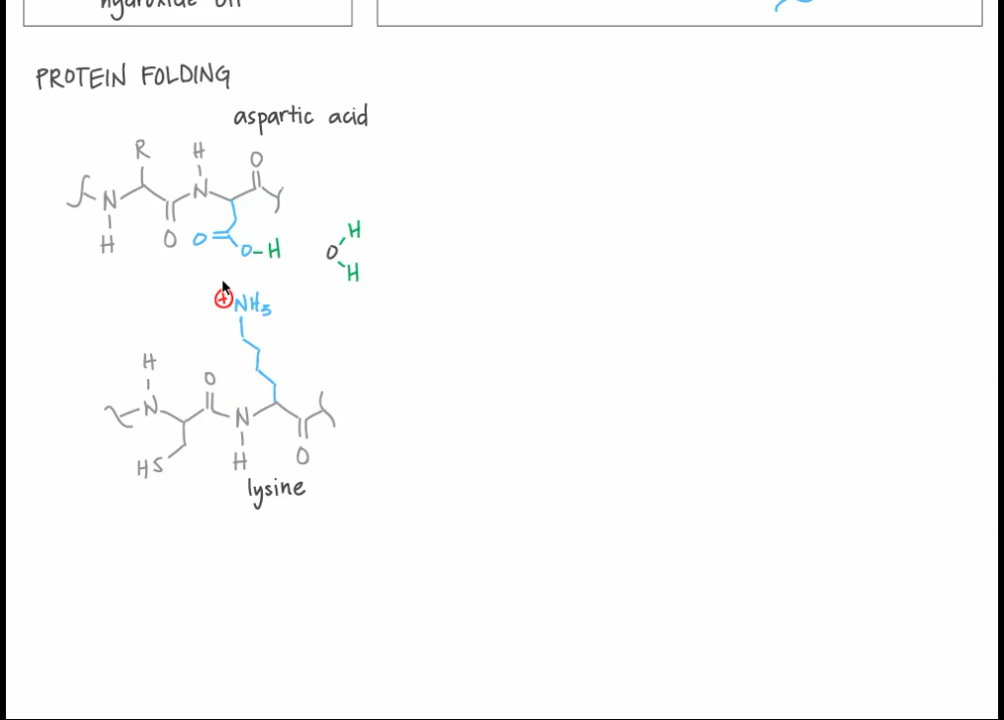 PROTEIN FOLDING
aspartic acid
R
H
O
N
N
H
O
O
O-H
O
H
H
+
NH3
H
O
N
N
HS
H
O
lysine